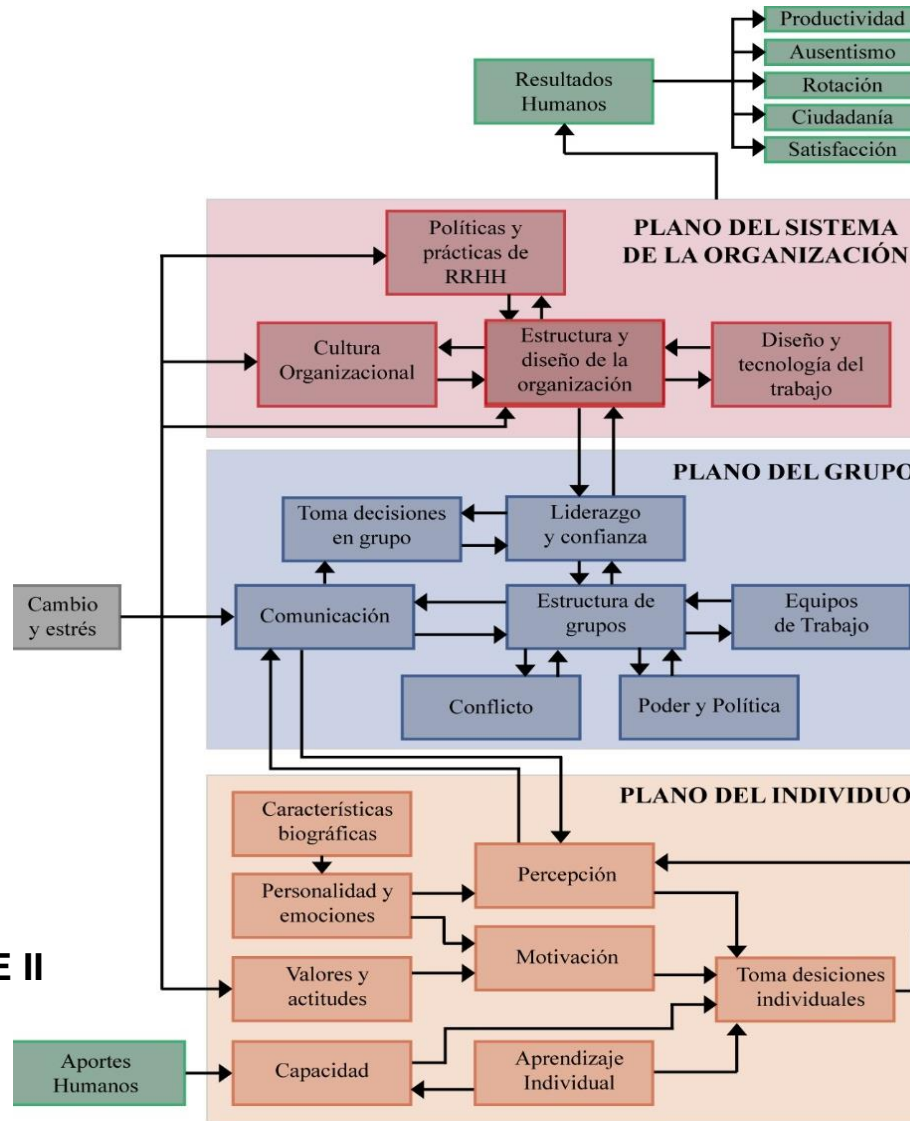 Productividad
Ausentismo
Resultados
Humanos
Rotación
Ciudadanía
Satisfacción
PLANO DEL SISTEMA
DE LA ORGANIZACIÓN
Políticas y
prácticas de
RRHH
Cultura
Organizacional
Estructura y
diseño de la
organización
Diseño y
tecnología del
trabajo
PLANO DEL GRUPO
Toma decisiones
en grupo
Liderazgo
y confianza
Cambio
y estrés
Comunicación
Estructura de
grupos
Equipos
de Trabajo
Conflicto
Poder y Política
PLANO DEL INDIVIDUO
Características
biográficas
Personalidad y
emociones
Percepción
E II
Valores y
actitudes
Motivación
Toma desiciones
individuales
Aportes
Humanos
Capacidad
Aprendizaje
Individual